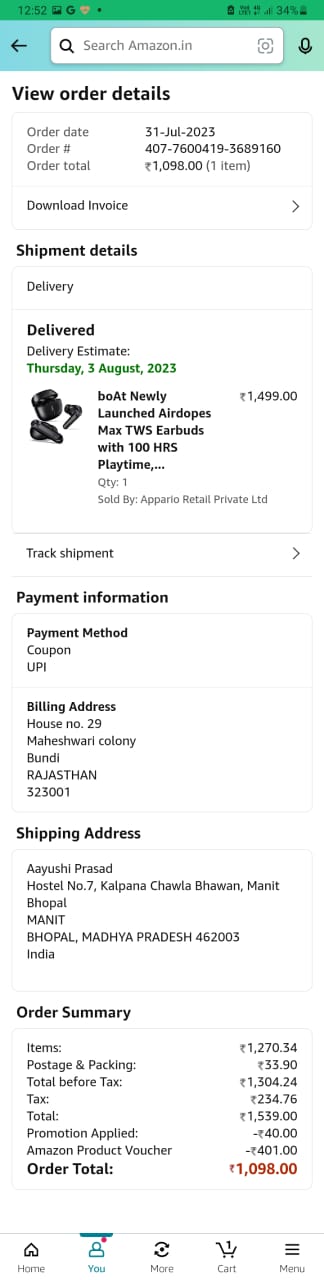 12:52 G 34%
Search Amazon.in
View order details
Order date 31-Jul-2023
Order # 407-7600419-3689160
Order total ₹1,098.00 (1 item)
Download Invoice
Shipment details
Delivery
Delivered
Delivery Estimate:
Thursday, 3 August, 2023
boAt Newly ₹1,499.00
Launched Airdopes
Max TWS Earbuds
with 100 HRS
Playtime,...
Qty: 1
Sold By: Appario Retail Private Ltd
Track shipment
Payment information
Payment Method
Coupon
UPI
Billing Address
House no. 29
Maheshwari colony
Bundi
RAJASTHAN
323001
Shipping Address
Aayushi Prasad
Hostel No.7, Kalpana Chawla Bhawan, Manit
Bhopal
MANIT
BHOPAL, MADHYA PRADESH 462003
India
Order Summary
Items: ₹1,270.34
Postage & Packing: ₹33.90
Total before Tax: ₹1,304.24
Tax: ₹234.76
Total: ₹1,539.00
Promotion Applied: -₹40.00
Amazon Product Voucher -₹401.00
Order Total: ₹1,098.00
1
Home You More Cart Menu